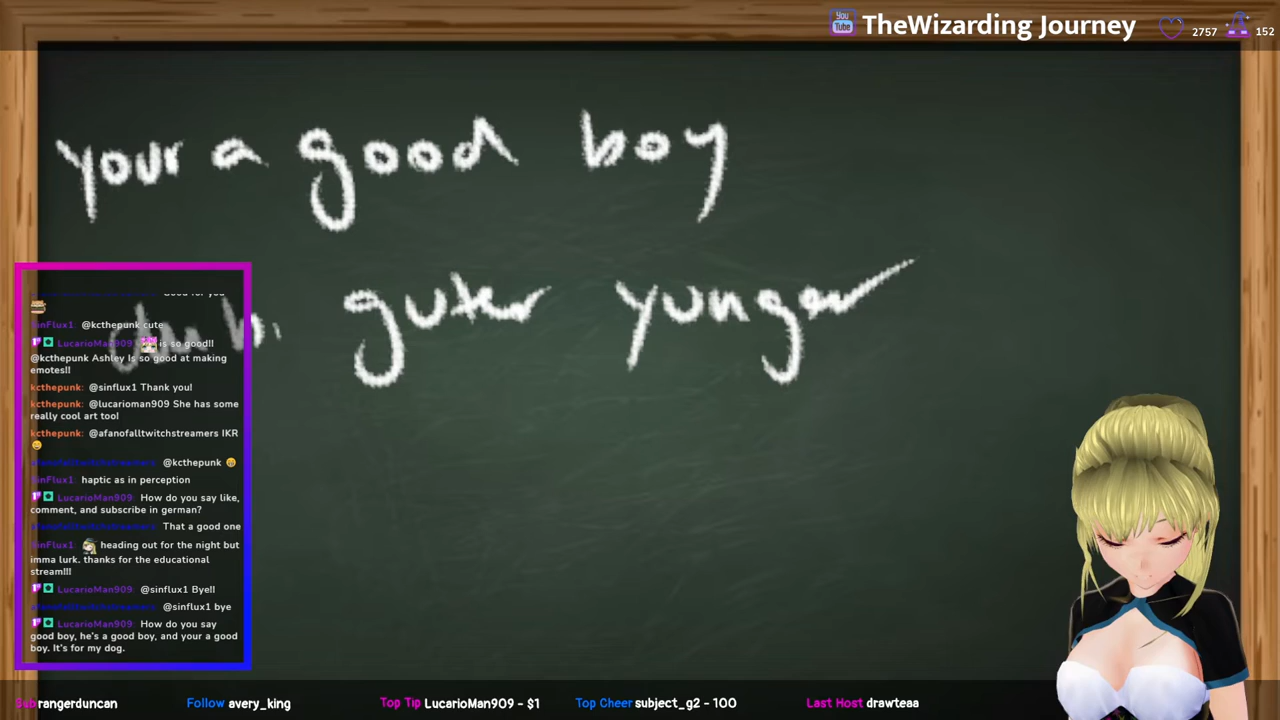 TheWizarding Journey
2757
152
your a good boy
guter yunger
Good for you
@kcthepunk cute
LucarioMan909: is so good!!
@kcthepunk Ashley Is so good at making
emotes!!
kcthepunk: @sinflux1 Thank you!
kcthepunk: @lucarioman909 She has some
really cool art too!
kcthepunk: @afanofalltwitchstreamers IKR
@kcthepunk
haptic as in perception
LucarioMan909: How do you say like,
comment, and subscribe in german?
That a good one
heading out for the night but
imma lurk. thanks for the educational
stream!!!
LucarioMan909: @sinflux1 Bye!!
@sinflux1 bye
LucarioMan909: How do you say
good boy, he's a good boy, and your a good
boy. It's for my dog.
Sub rangerduncan
Follow avery_king
Top Tip LucarioMan909 - $1
Top Cheer subject_g2 - 100
Last Host drawteaa